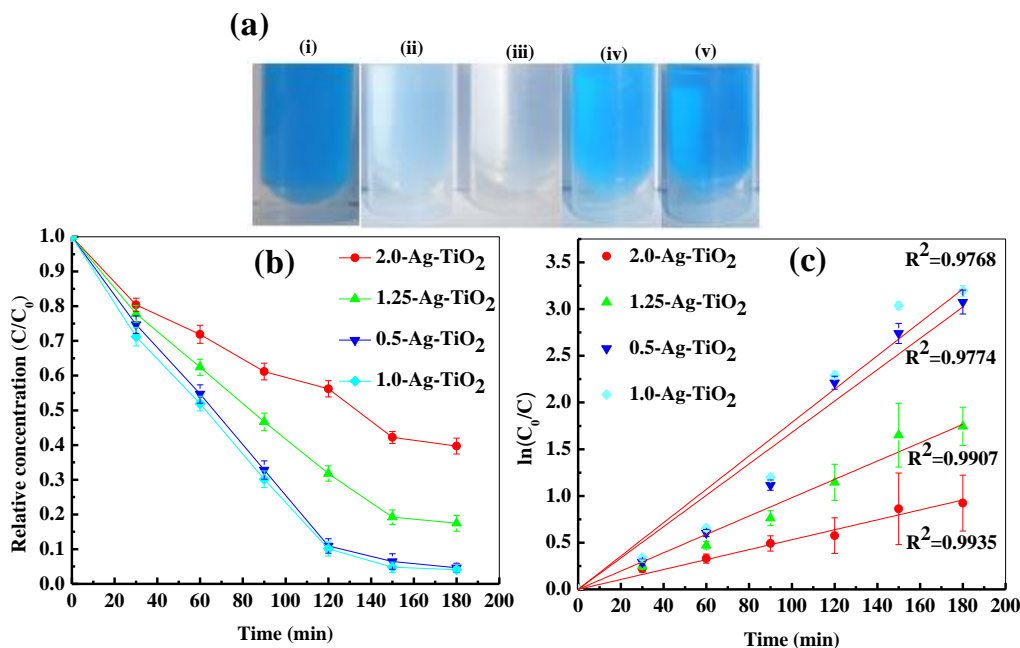 (a)
(i) (ii) (iii) (iv) (v)
(b)
2.0-Ag-TiO₂
1.25-Ag-TiO₂
0.5-Ag-TiO₂
1.0-Ag-TiO₂
Relative concentration (C/C₀)
1.0
0.9
0.8
0.7
0.6
0.5
0.4
0.3
0.2
0.1
0.0
0 20 40 60 80 100 120 140 160 180 200
Time (min)
(c)
2.0-Ag-TiO₂
1.25-Ag-TiO₂
0.5-Ag-TiO₂
1.0-Ag-TiO₂
R²=0.9768
R²=0.9774
R²=0.9907
R²=0.9935
ln(C₀/C)
3.5
3.0
2.5
2.0
1.5
1.0
0.5
0.0
0 20 40 60 80 100 120 140 160 180 200
Time (min)